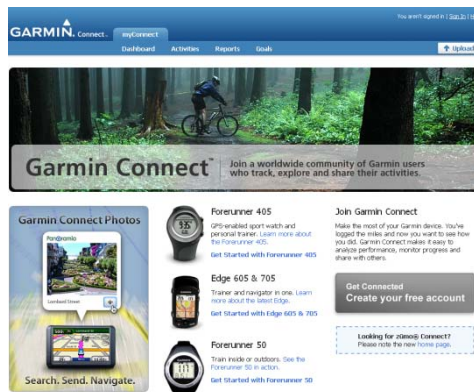 You aren't signed in | Sign In |
GARMIN. Connect™
myConnect
Dashboard Activities Reports Goals
Upload
Garmin Connect™
Join a worldwide community of Garmin users
who track, explore and share their activities.
Garmin Connect Photos
Panoramio
Lombard Street
Search. Send. Navigate.
Forerunner 405
GPS-enabled sport watch and
personal trainer. Learn more about
the Forerunner 405.
Get Started with Forerunner 405
Edge 605 & 705
Trainer and navigator in one. Learn
more about the latest Edge.
Get Started with Edge 605 & 705
Forerunner 50
Train inside or outdoors. See the
Forerunner 50 in action.
Get Started with Forerunner 50
Join Garmin Connect
Make the most of your Garmin device. You've
logged the miles and now you want to see how
you did. Garmin Connect makes it easy to
analyze performance, monitor progress and
share with others.
Get Connected
Create your free account
Looking for zūmo® Connect?
Please note the new home page.